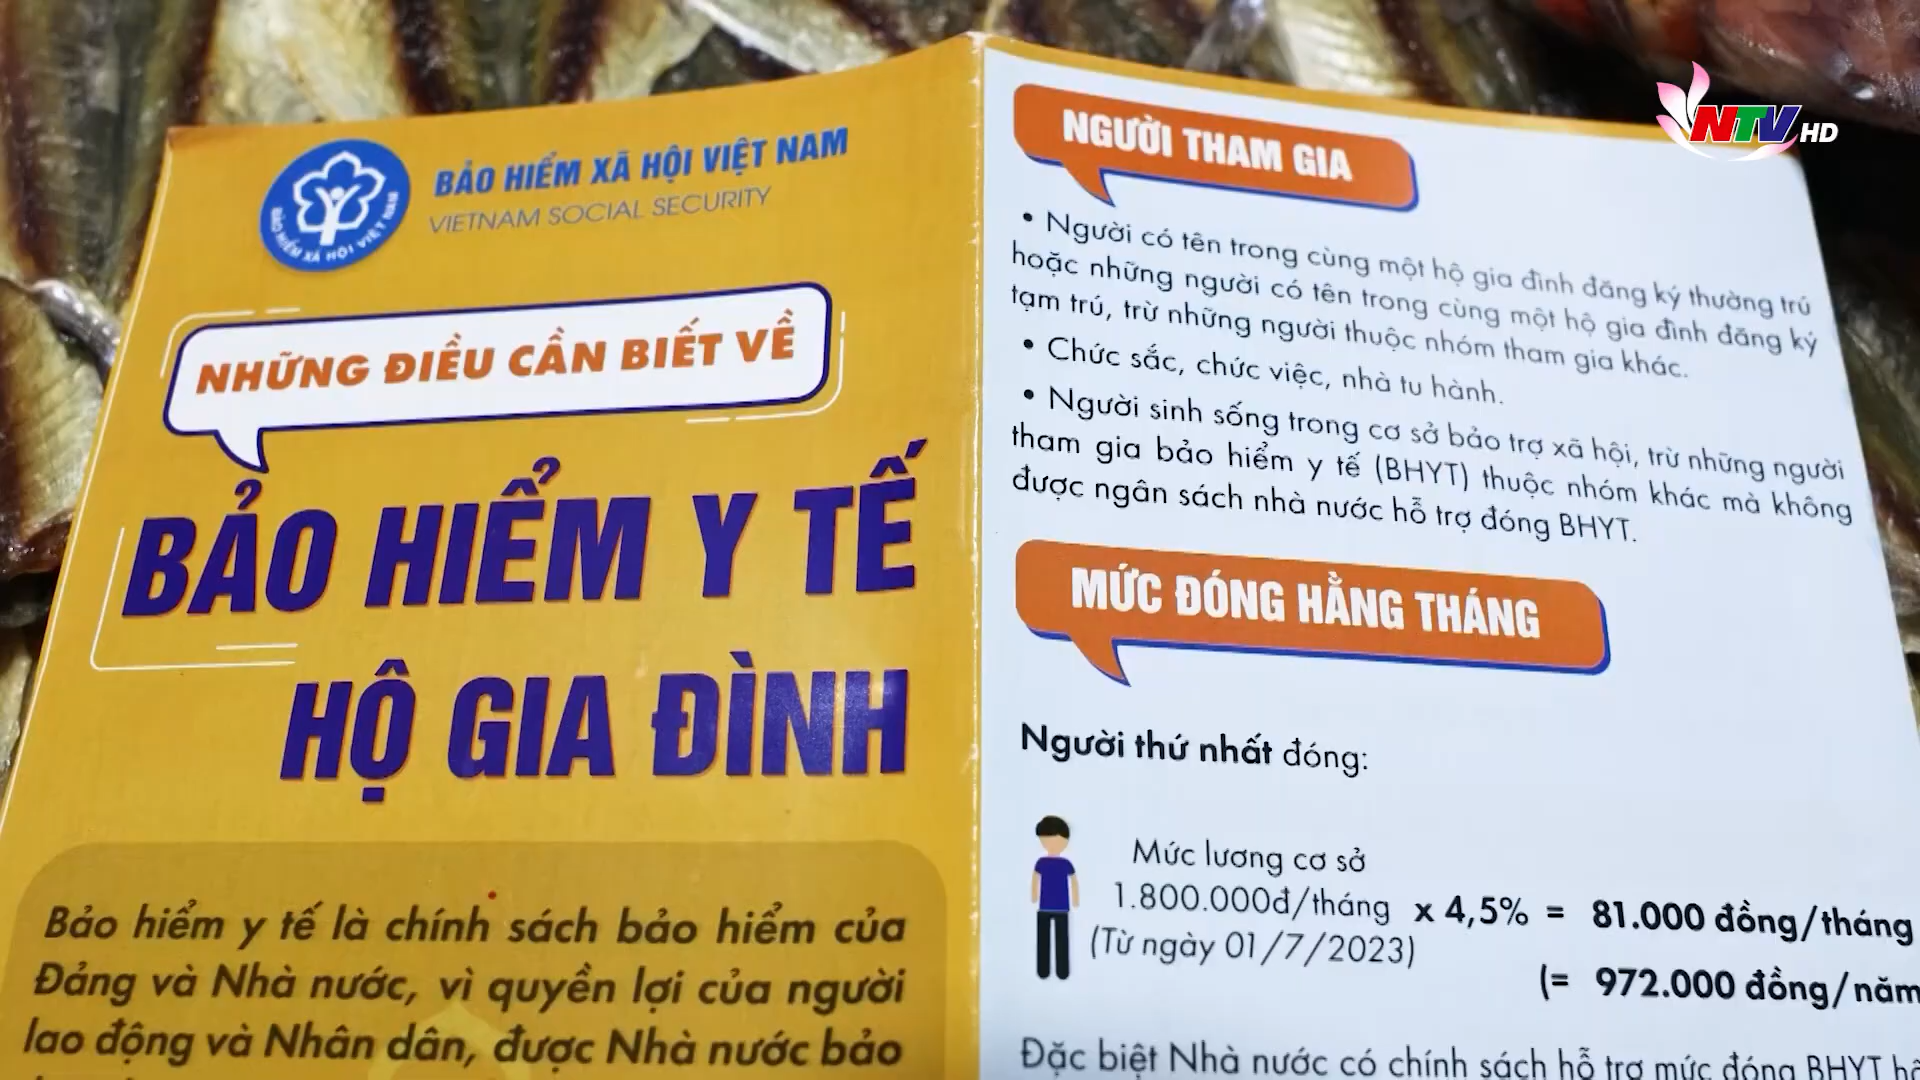 BẢO HIỂM XÃ HỘI VIỆT NAM
BẢO HIỂM XÃ HỘI VIỆT NAM
VIETNAM SOCIAL SECURITY
NHỮNG ĐIỀU CẦN BIẾT VỀ
BẢO HIỂM Y TẾ
HỘ GIA ĐÌNH
Bảo hiểm y tế là chính sách bảo hiểm của
Đảng và Nhà nước, vì quyền lợi của người
lao động và Nhân dân, được Nhà nước bảo
NTV HD
NGƯỜI THAM GIA
• Người có tên trong cùng một hộ gia đình đăng ký thường trú
hoặc những người có tên trong cùng một hộ gia đình đăng ký
tạm trú, trừ những người thuộc nhóm tham gia khác.
• Chức sắc, chức việc, nhà tu hành.
• Người sinh sống trong cơ sở bảo trợ xã hội, trừ những người
tham gia bảo hiểm y tế (BHYT) thuộc nhóm khác mà không
được ngân sách nhà nước hỗ trợ đóng BHYT.
MỨC ĐÓNG HẰNG THÁNG
Người thứ nhất đóng:
Mức lương cơ sở
1.800.000đ/tháng x 4,5% = 81.000 đồng/tháng
(Từ ngày 01/7/2023)
(= 972.000 đồng/năm
Đặc biệt Nhà nước có chính sách hỗ trợ mức đóng BHYT